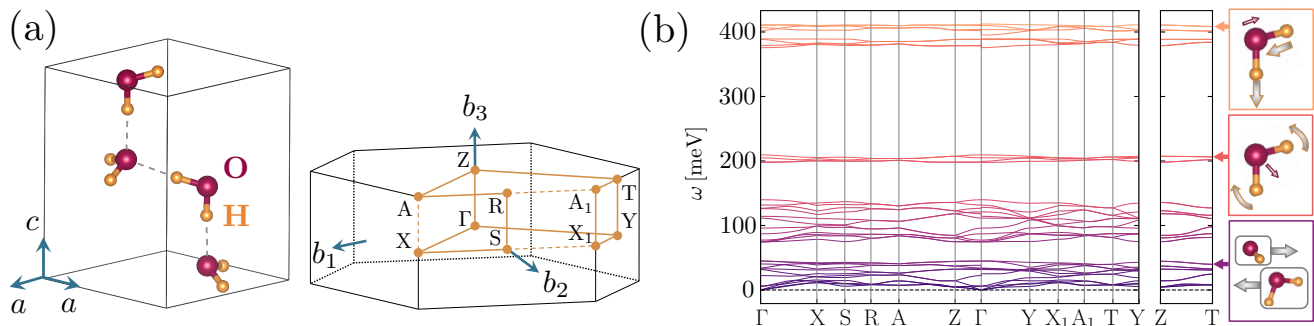 (a)
O
H
c
a
a
b₃
Z
T
A
R
A₁
Γ
Y
X
S
X₁
b₁
b₂
(b)
ω [meV]
400
300
200
100
0
Γ X S R A Z Γ Y X₁ A₁ T Y Z T